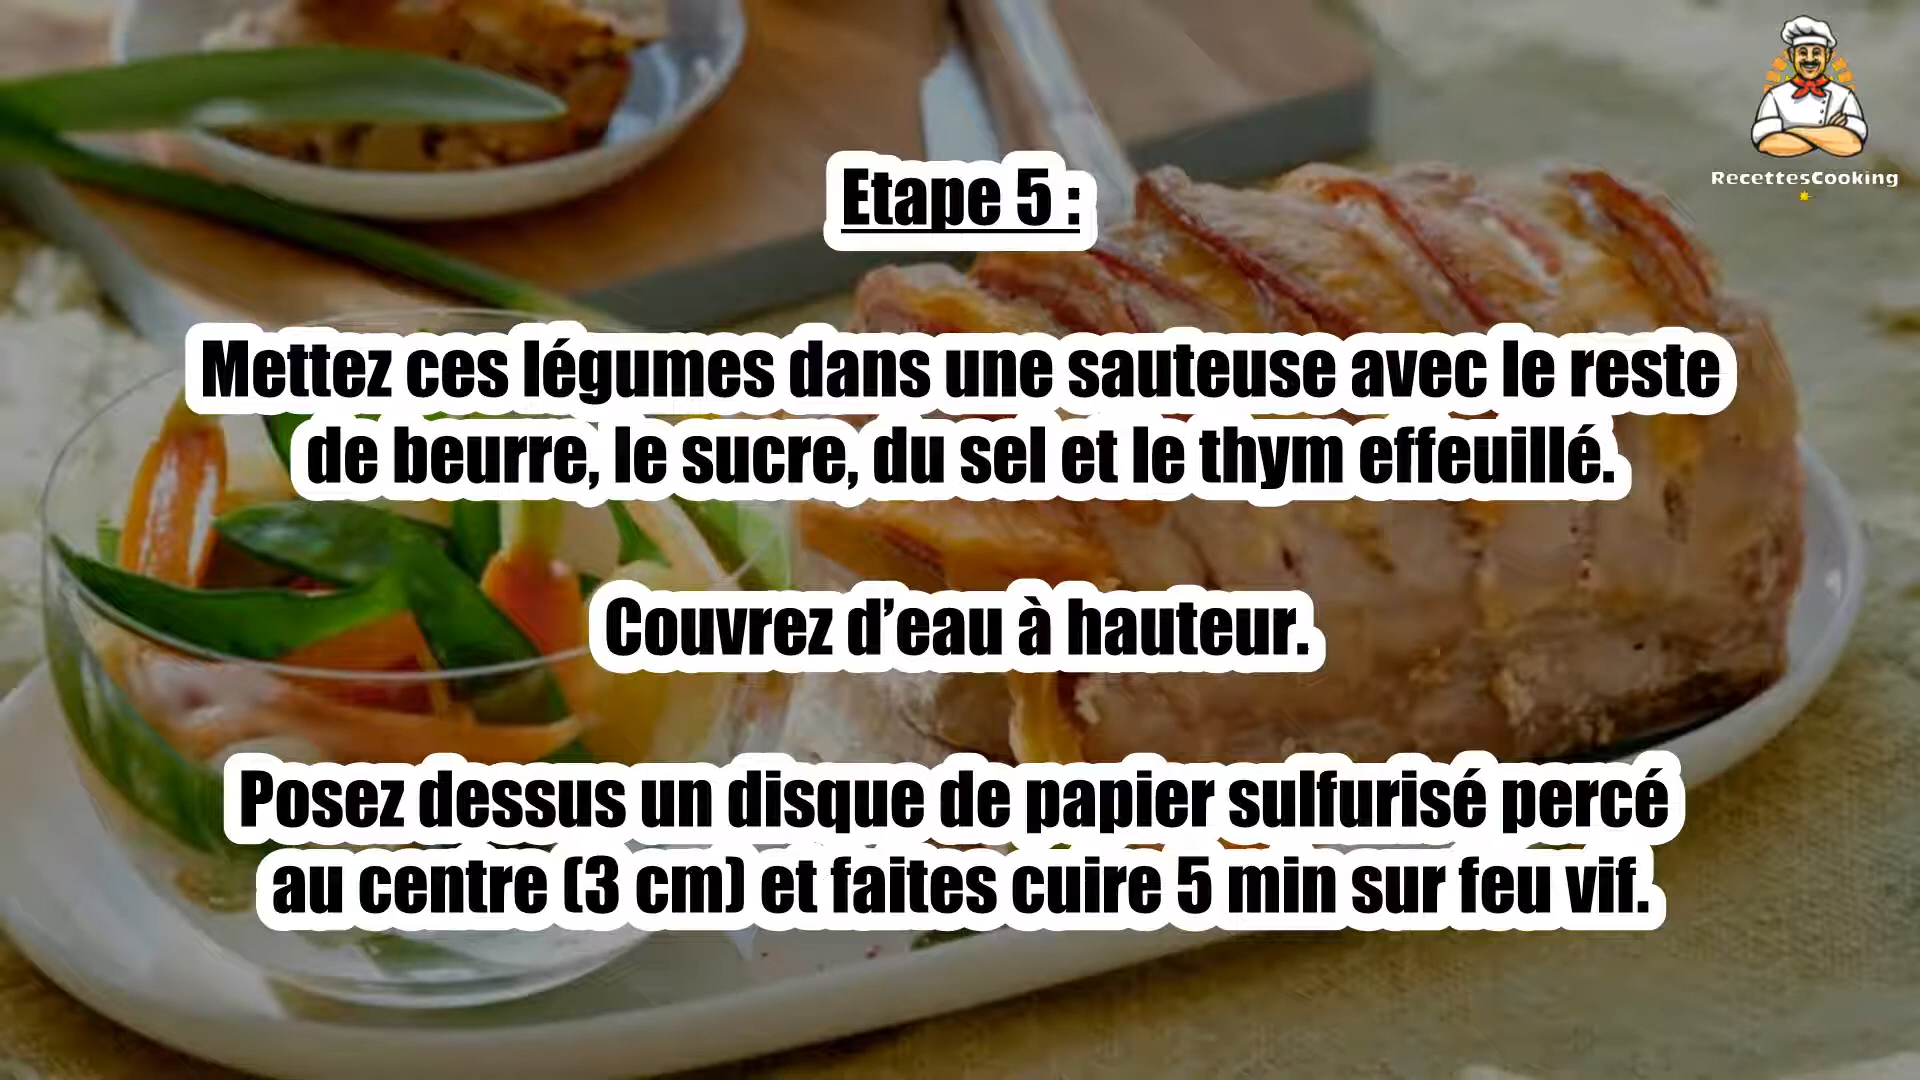 RecettesCooking
Etape 5 :
Mettez ces légumes dans une sauteuse avec le reste
de beurre, le sucre, du sel et le thym effeuillé.
Couvrez d’eau à hauteur.
Posez dessus un disque de papier sulfurisé percé
au centre (3 cm) et faites cuire 5 min sur feu vif.